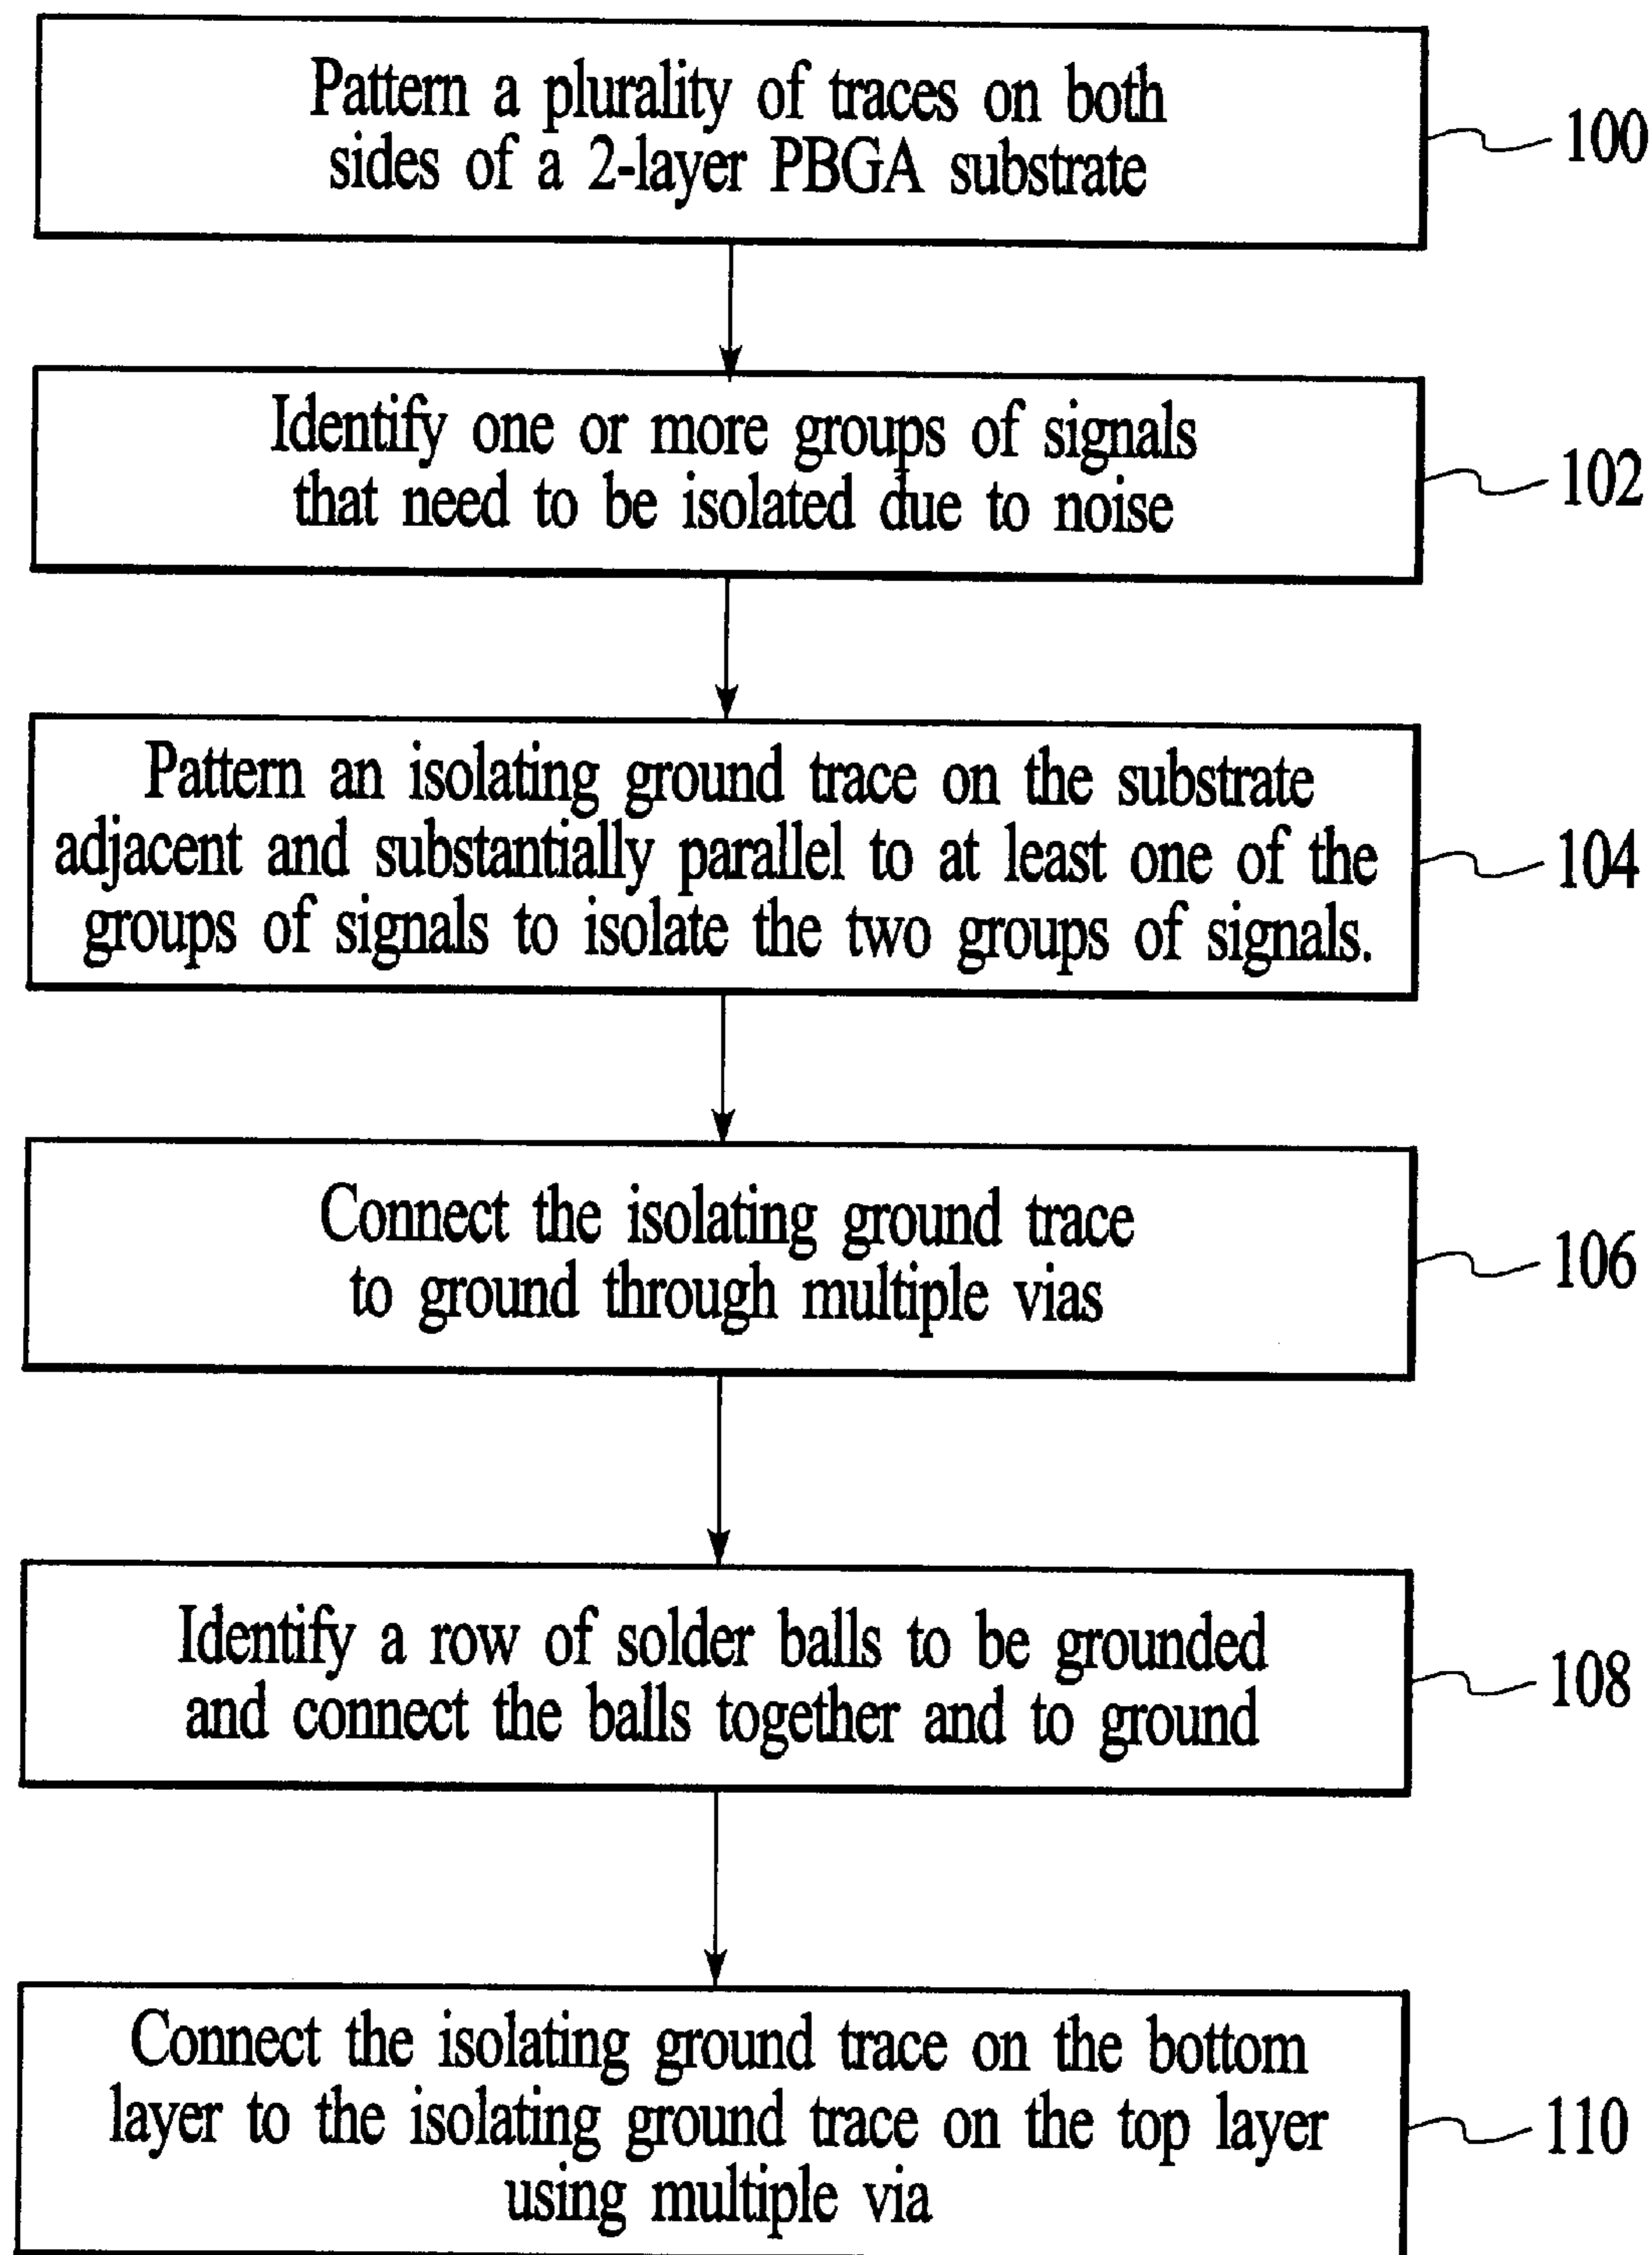 Pattern a plurality of traces on both
sides of a 2-layer PBGA substrate
100
Identify one or more groups of signals
that need to be isolated due to noise
102
Pattern an isolating ground trace on the substrate
adjacent and substantially parallel to at least one of the
groups of signals to isolate the two groups of signals.
104
Connect the isolating ground trace
to ground through multiple vias
106
Identify a row of solder balls to be grounded
and connect the balls together and to ground
108
Connect the isolating ground trace on the bottom
layer to the isolating ground trace on the top layer
using multiple via
110